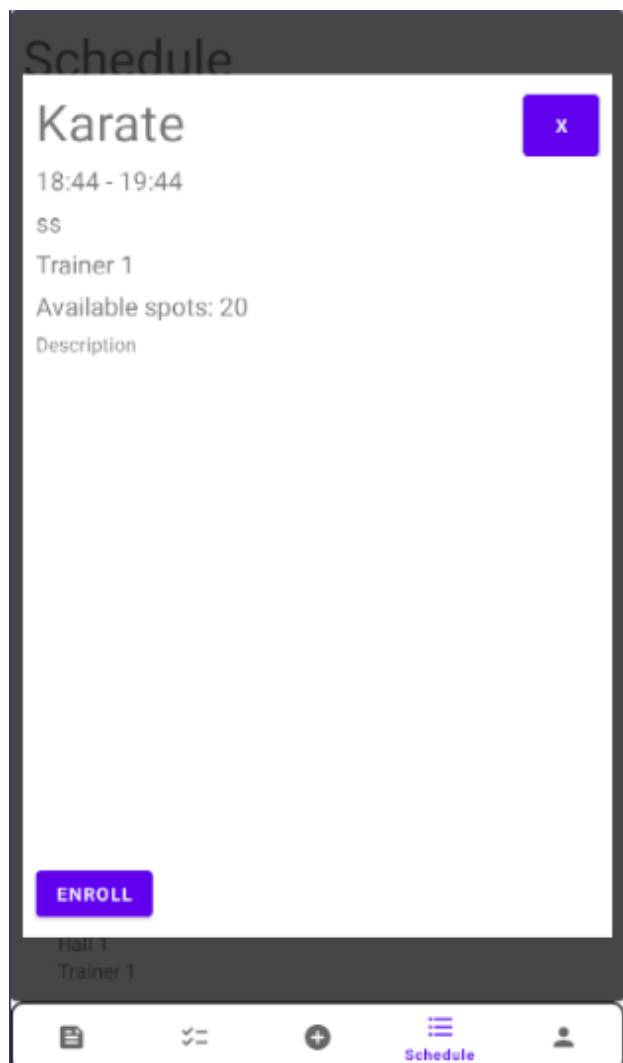 Schedule
Karate
X
18:44 - 19:44
ss
Trainer 1
Available spots: 20
Description
ENROLL
Hall 1
Trainer 1
Schedule